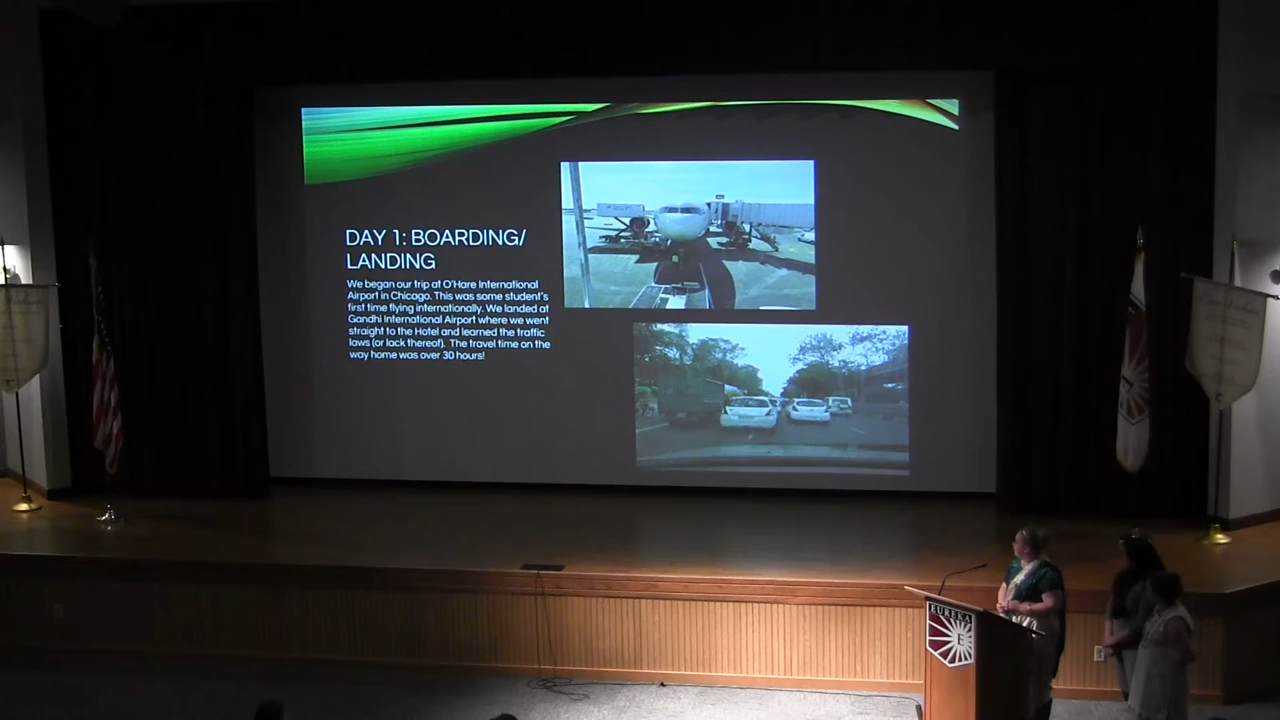 DAY 1: BOARDING/
LANDING
We began our trip at O'Hare International
Airport in Chicago. This was some student's
first time flying internationally. We landed at
Gandhi International Airport where we went
straight to the Hotel and learned the traffic
laws (or lack thereof). The travel time on the
way home was over 30 hours!
EUREKA
E